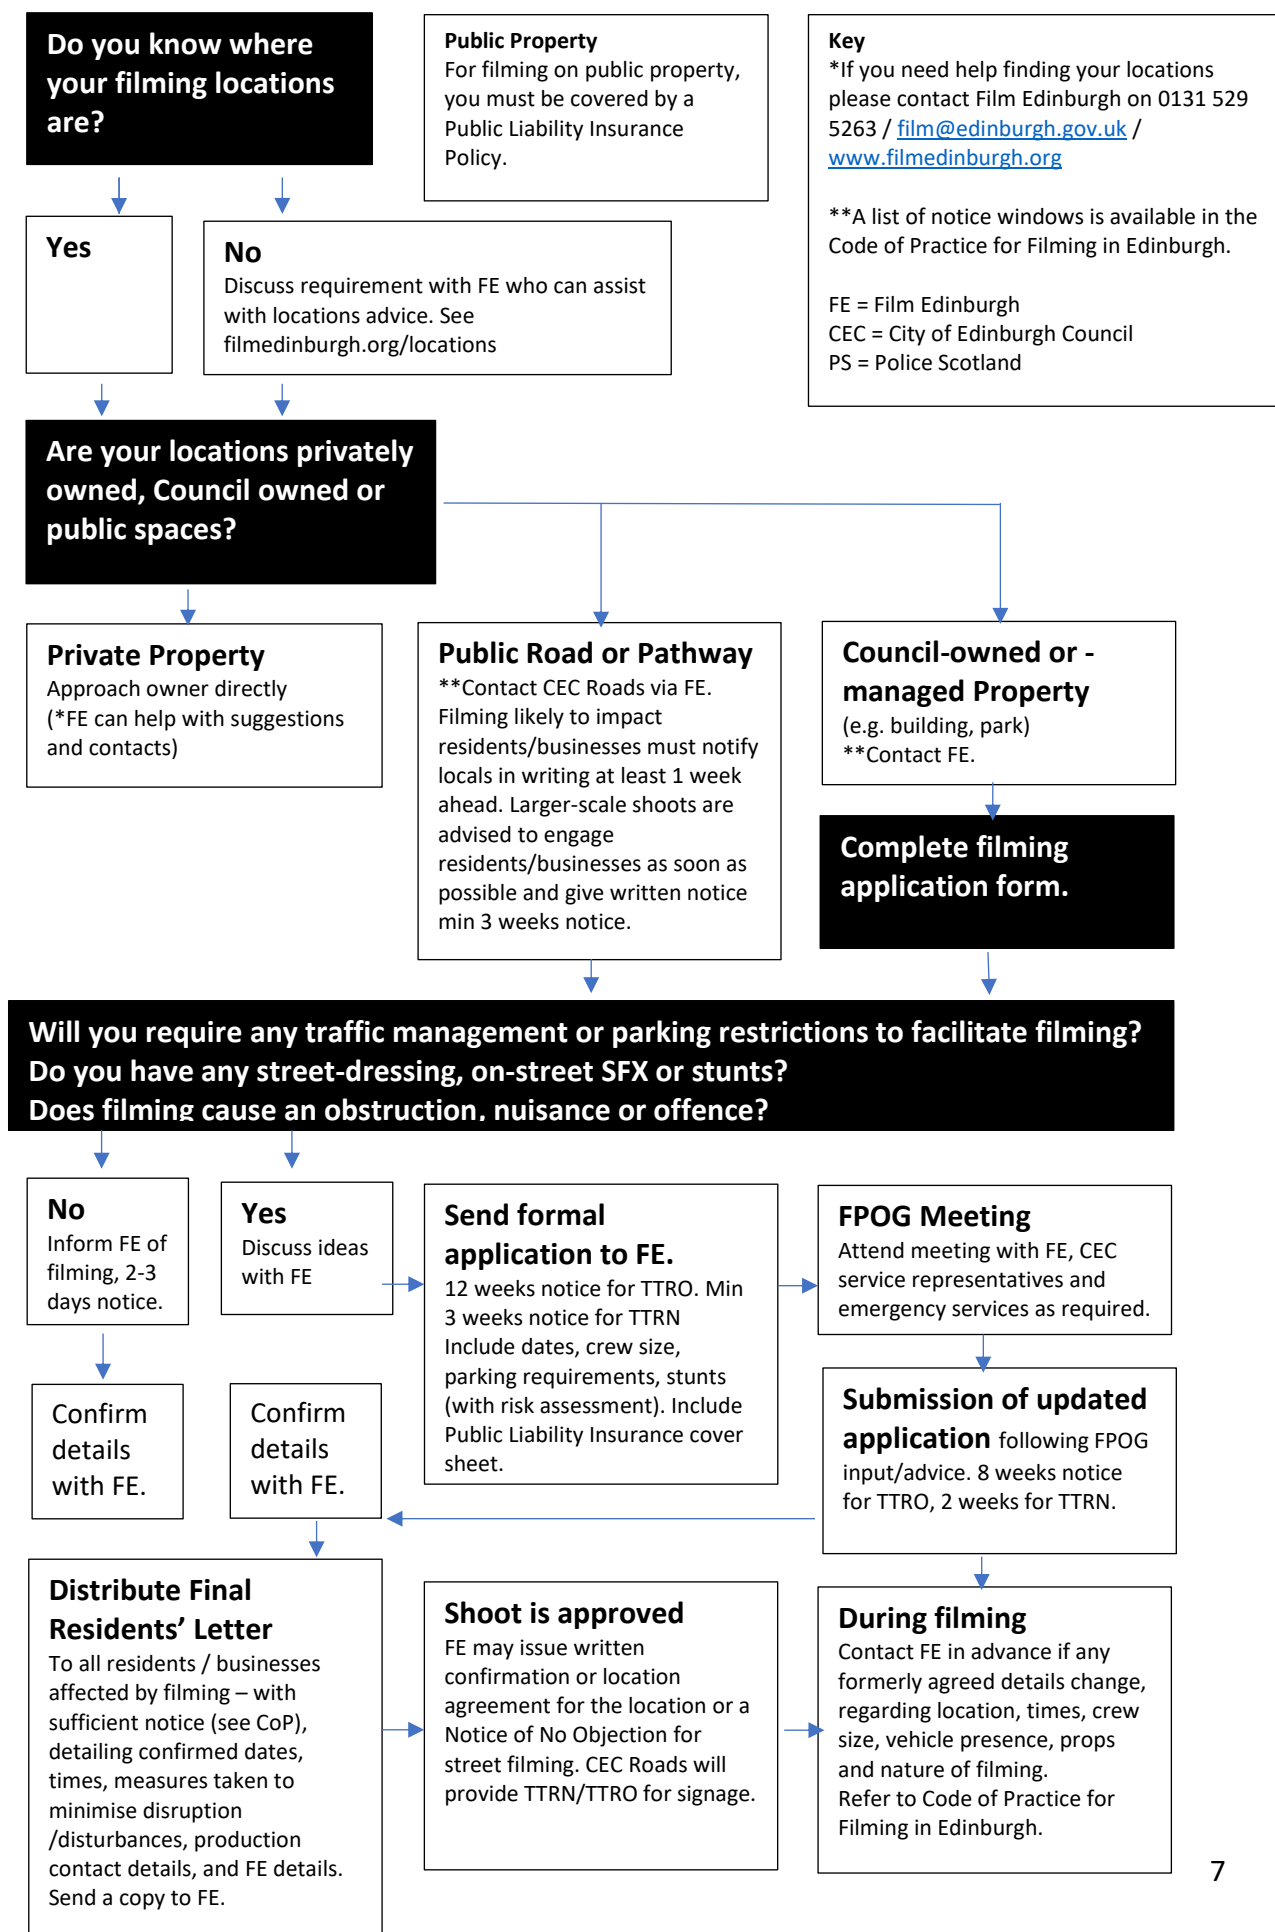 Do you know where
your filming locations
are?
Public Property
For filming on public property,
you must be covered by a
Public Liability Insurance
Policy.
Key
*If you need help finding your locations
please contact Film Edinburgh on 0131 529
5263 / film@edinburgh.gov.uk /
www.filmedinburgh.org
**A list of notice windows is available in the
Code of Practice for Filming in Edinburgh.
FE = Film Edinburgh
CEC = City of Edinburgh Council
PS = Police Scotland
Yes
No
Discuss requirement with FE who can assist
with locations advice. See
filmedinburgh.org/locations
Are your locations privately
owned, Council owned or
public spaces?
Private Property
Approach owner directly
(*FE can help with suggestions
and contacts)
Public Road or Pathway
**Contact CEC Roads via FE.
Filming likely to impact
residents/businesses must notify
locals in writing at least 1 week
ahead. Larger-scale shoots are
advised to engage
residents/businesses as soon as
possible and give written notice
min 3 weeks notice.
Council-owned or -
managed Property
(e.g. building, park)
**Contact FE.
Complete filming
application form.
Will you require any traffic management or parking restrictions to facilitate filming?
Do you have any street-dressing, on-street SFX or stunts?
Does filming cause an obstruction, nuisance or offence?
No
Inform FE of
filming, 2-3
days notice.
Yes
Discuss ideas
with FE
Send formal
application to FE.
12 weeks notice for TTRO. Min
3 weeks notice for TTRN
Include dates, crew size,
parking requirements, stunts
(with risk assessment). Include
Public Liability Insurance cover
sheet.
FPOG Meeting
Attend meeting with FE, CEC
service representatives and
emergency services as required.
Confirm
details
with FE.
Confirm
details
with FE.
Submission of updated
application following FPOG
input/advice. 8 weeks notice
for TTRO, 2 weeks for TTRN.
Distribute Final
Residents’ Letter
To all residents / businesses
affected by filming – with
sufficient notice (see CoP),
detailing confirmed dates,
times, measures taken to
minimise disruption
/disturbances, production
contact details, and FE details.
Send a copy to FE.
Shoot is approved
FE may issue written
confirmation or location
agreement for the location or a
Notice of No Objection for
street filming. CEC Roads will
provide TTRN/TTRO for signage.
During filming
Contact FE in advance if any
formerly agreed details change,
regarding location, times, crew
size, vehicle presence, props
and nature of filming.
Refer to Code of Practice for
Filming in Edinburgh.
7